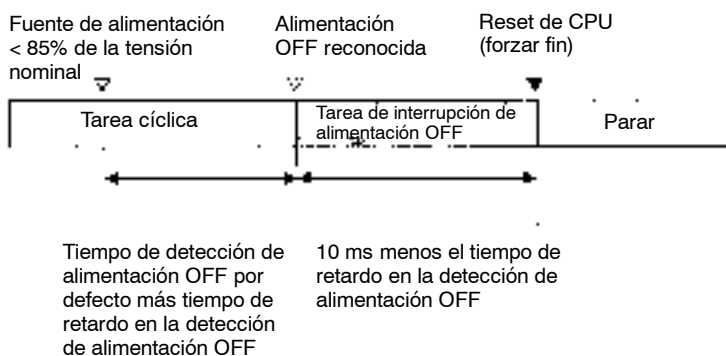 Fuente de alimentación
< 85% de la tensión
nominal
Alimentación
OFF reconocida
Reset de CPU
(forzar fin)
Tarea cíclica
Tarea de interrupción de
alimentación OFF
Parar
Tiempo de detección de
alimentación OFF por
defecto más tiempo de
retardo en la detección
de alimentación OFF
10 ms menos el tiempo de
retardo en la detección de
alimentación OFF